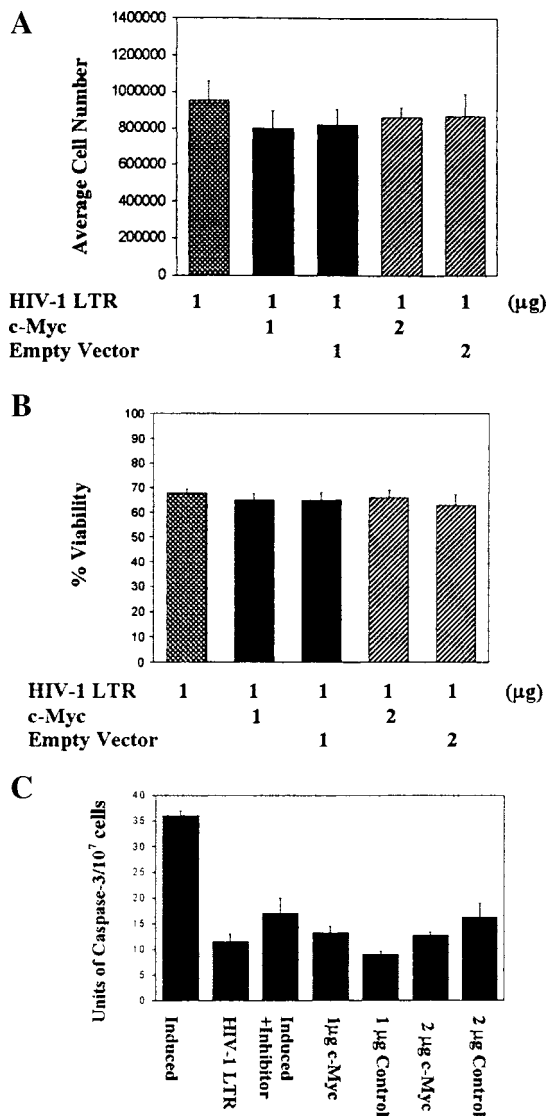 A
1400000
1200000
1000000
800000
600000
400000
200000
0
Average Cell Number
HIV-1 LTR 1 1 1 1 1 (µg)
c-Myc 1 2
Empty Vector 1 2
B
100
90
80
70
60
50
40
30
20
10
0
% Viability
HIV-1 LTR 1 1 1 1 1 (µg)
c-Myc 1 2
Empty Vector 1 2
C
40
35
30
25
20
15
10
05
00
Units of Caspase-3/10⁷ cells
Induced
HIV-1 LTR
Induced
+Inhibitor
1µg c-Myc
1 µg Control
2 µg c-Myc
2 µg Control